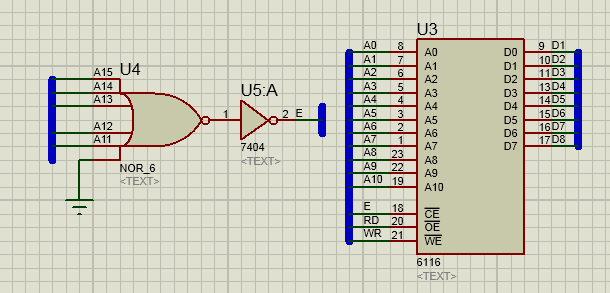 U4
A15
A14
A13
A12
A11
NOR_6
<TEXT>
U5:A
1
2 E
7404
<TEXT>
U3
A0 8 A0 D0 9 D1
A1 7 A1 D1 10 D2
A2 6 A2 D2 11 D3
A3 5 A3 D3 13 D4
A4 4 A4 D4 14 D5
A5 3 A5 D5 15 D6
A6 2 A6 D6 16 D7
A7 1 A7 D7 17 D8
A8 23 A8
A9 22 A9
A10 19 A10
E 18 CE
RD 20 OE
WR 21 WE
6116
<TEXT>